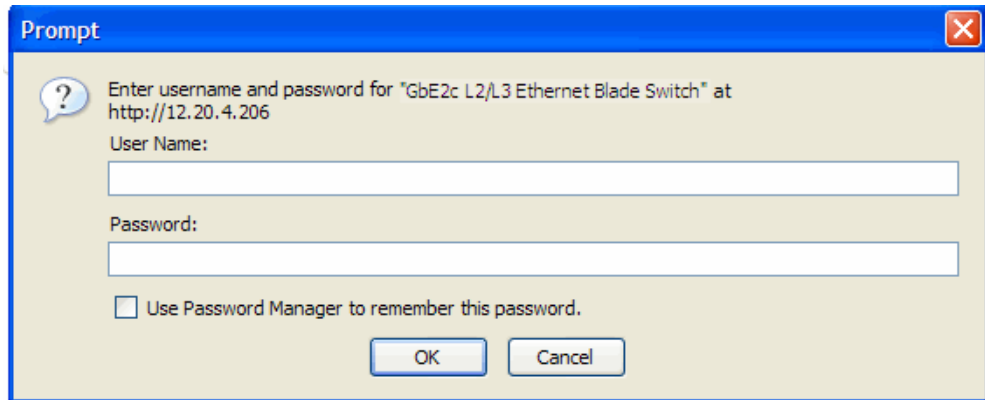 Prompt
Enter username and password for "GbE2c L2/L3 Ethernet Blade Switch" at
http://12.20.4.206
User Name:
Password:
Use Password Manager to remember this password.
OK
Cancel